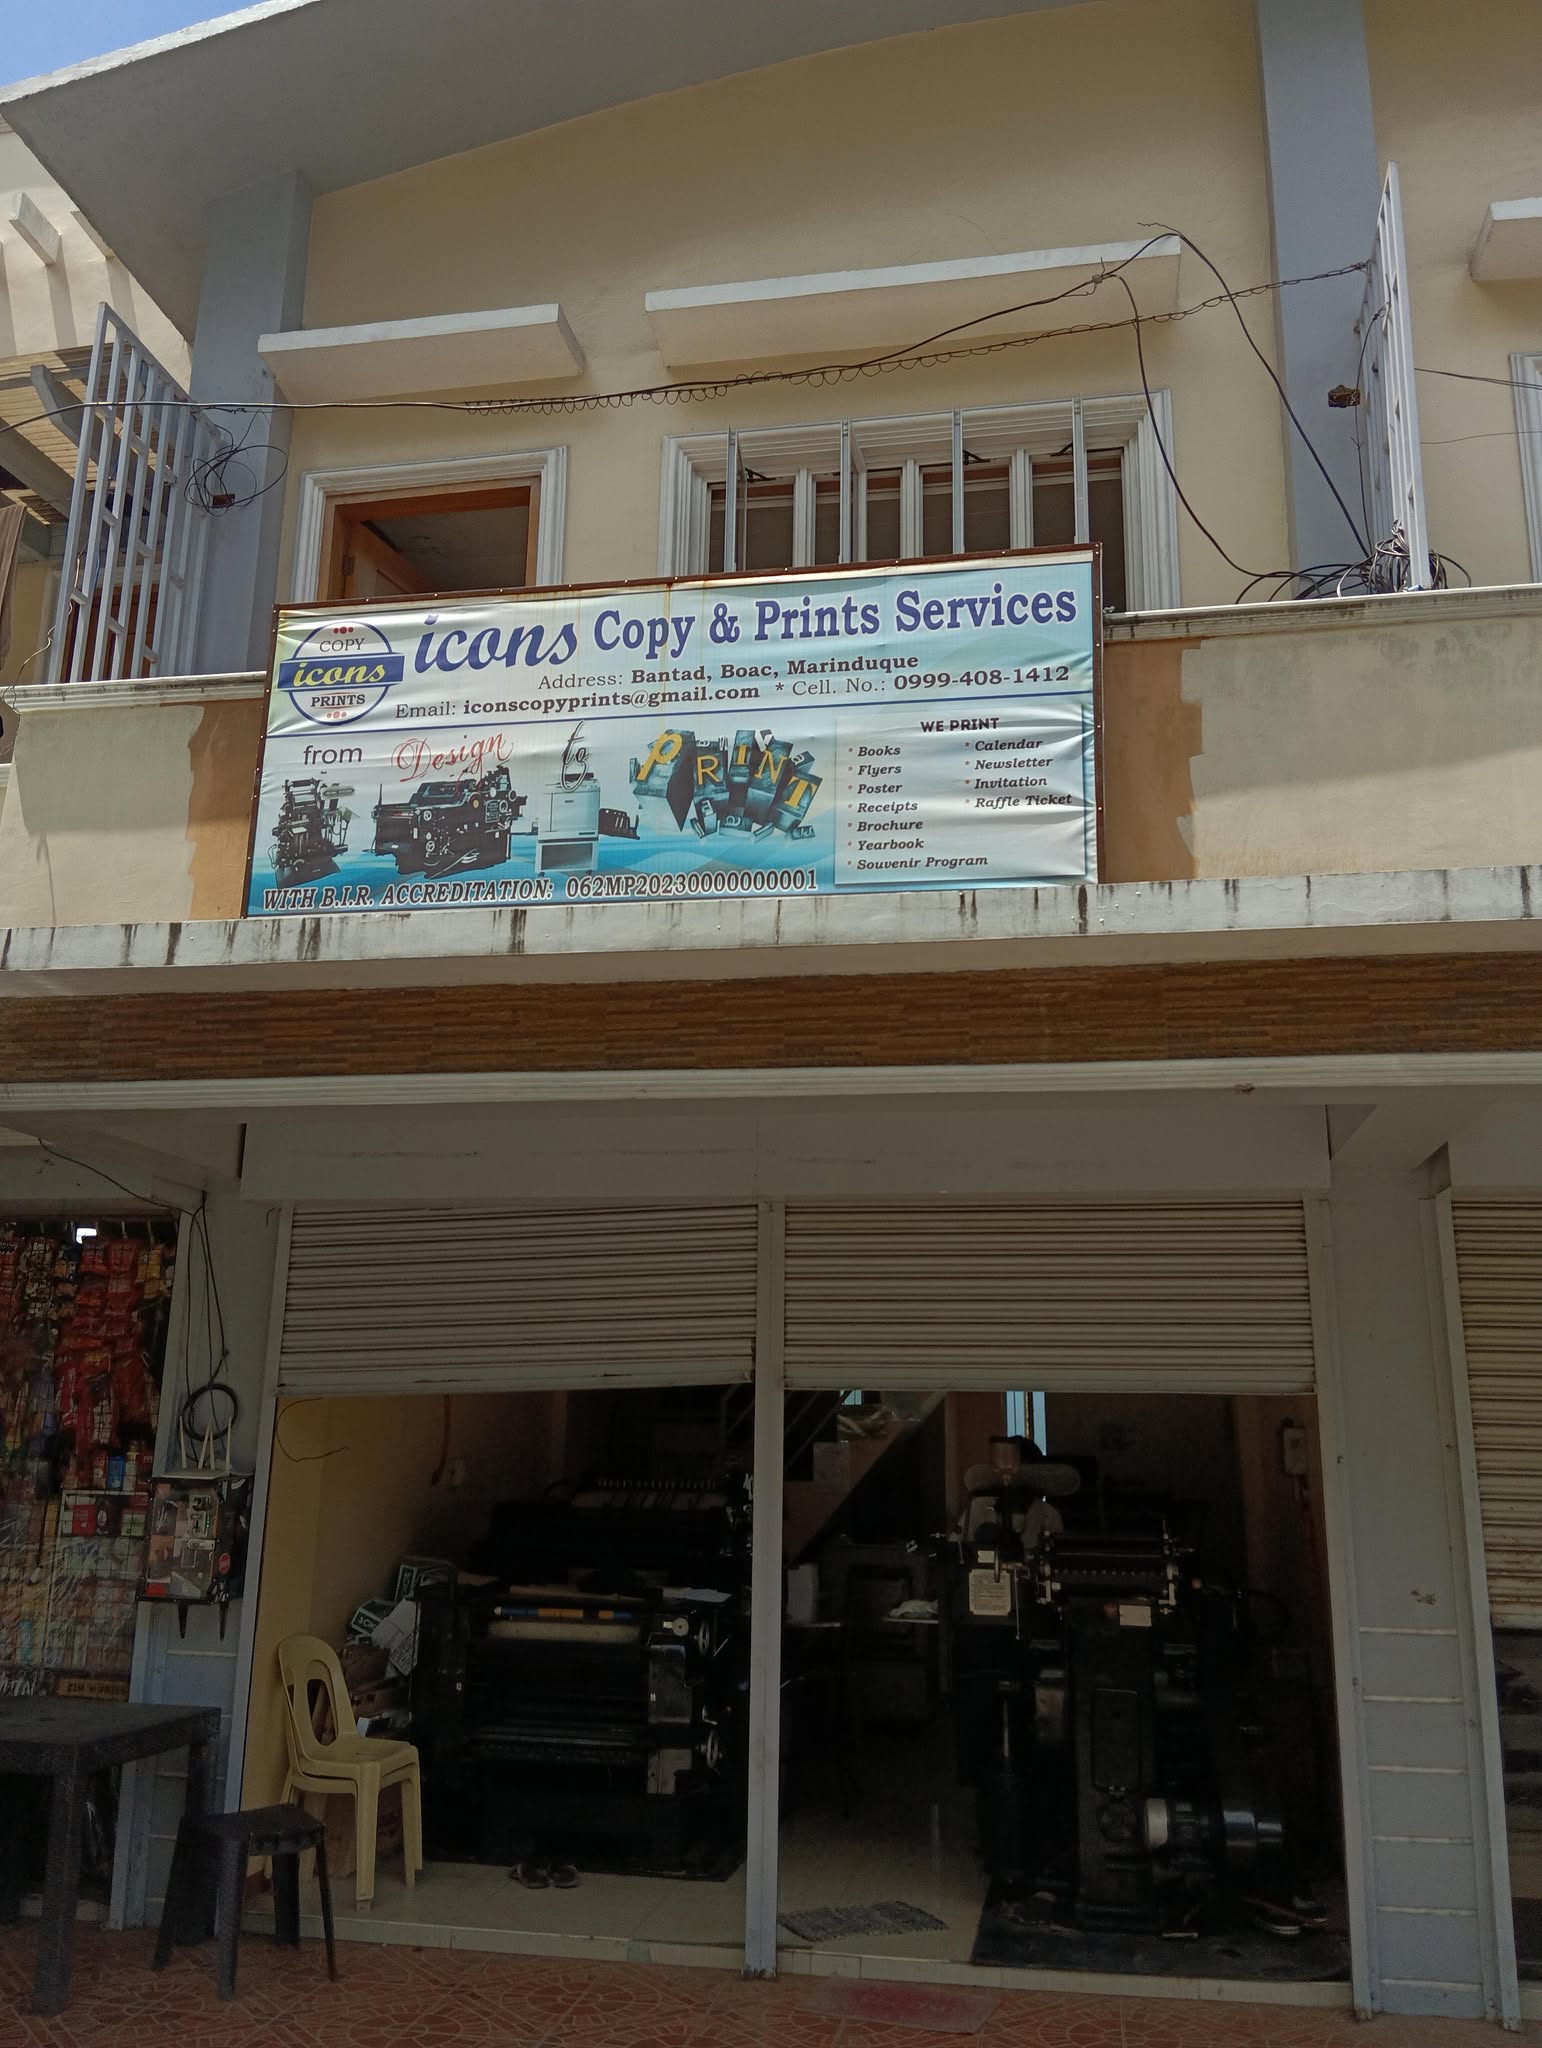 COPY
icons
PRINTS
icons Copy & Prints Services
Address: Bantad, Boac, Marinduque
Email: iconscopyprints@gmail.com * Cell. No.: 0999-408-1412
from Design to PRINT
WE PRINT
* Books
* Flyers
* Poster
* Receipts
* Brochure
* Yearbook
* Souvenir Program
* Calendar
* Newsletter
* Invitation
* Raffle Ticket
WITH B.I.R. ACCREDITATION: 062MP20230000000001